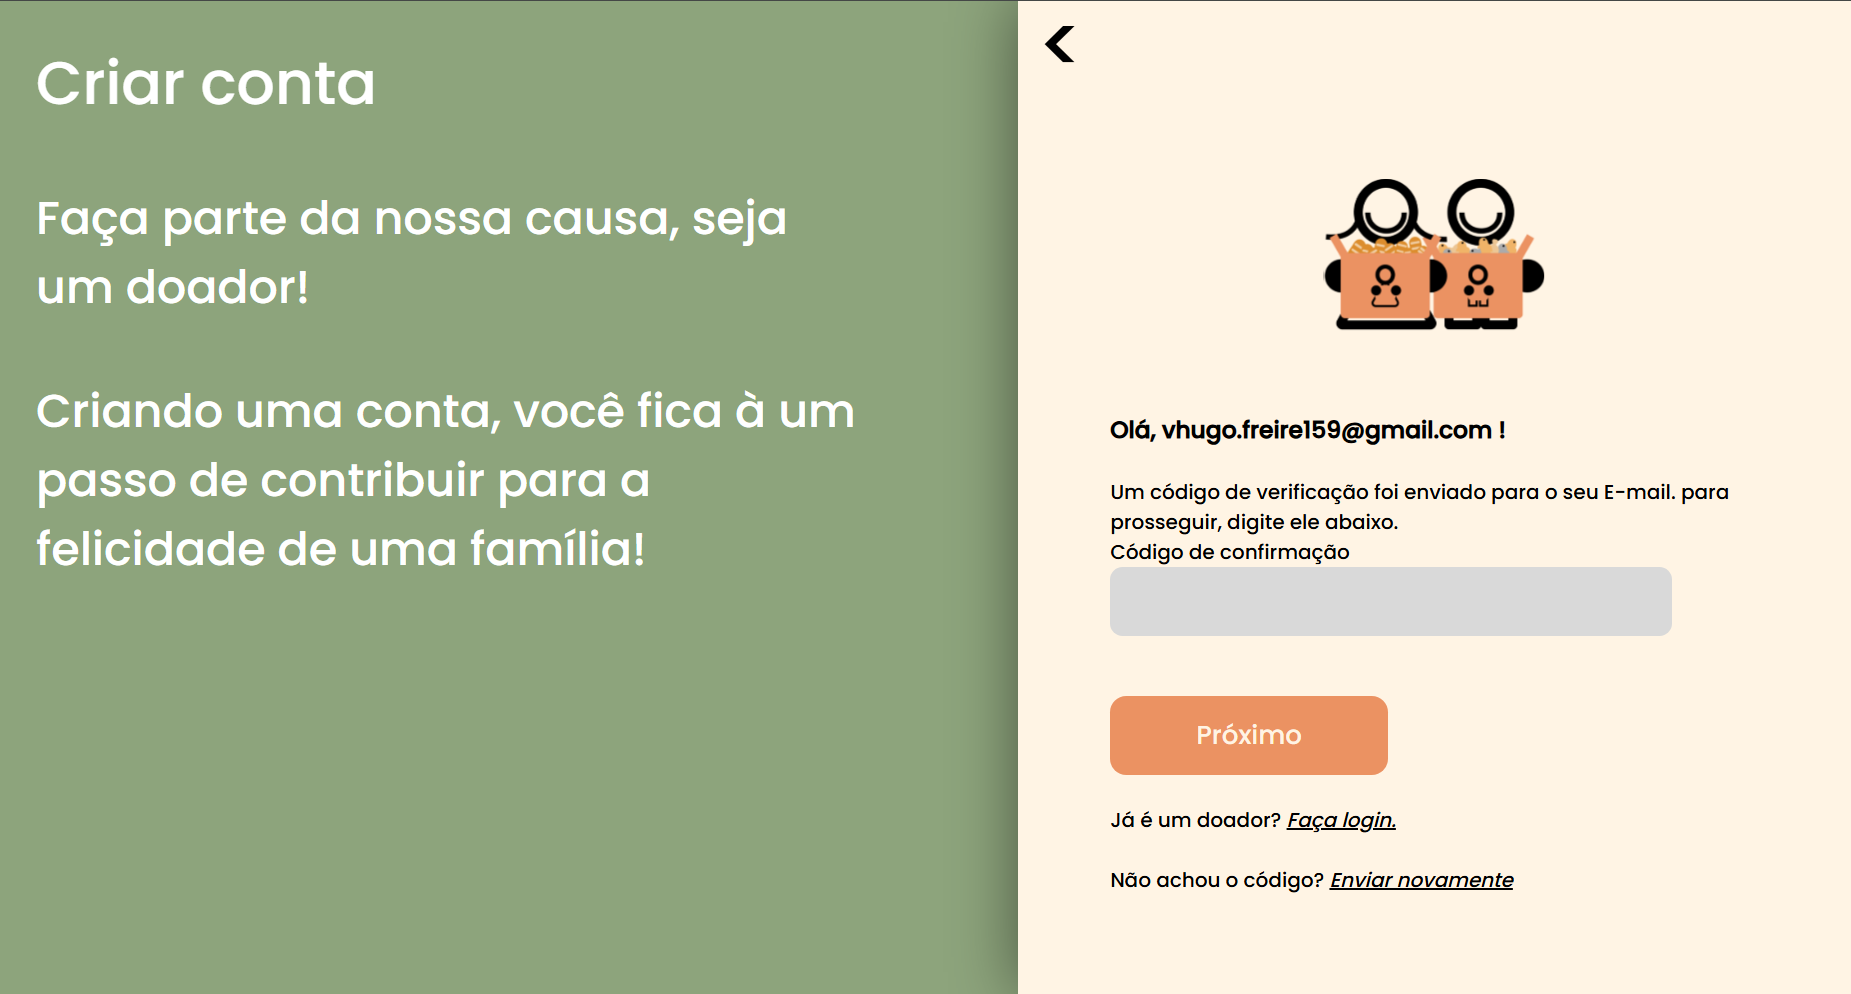 Criar conta
Faça parte da nossa causa, seja
um doador!
Criando uma conta, você fica à um
passo de contribuir para a
felicidade de uma família!
Olá, vhugo.freire159@gmail.com !
Um código de verificação foi enviado para o seu E-mail. para
prosseguir, digite ele abaixo.
Código de confirmação
Próximo
Já é um doador? Faça login.
Não achou o código? Enviar novamente